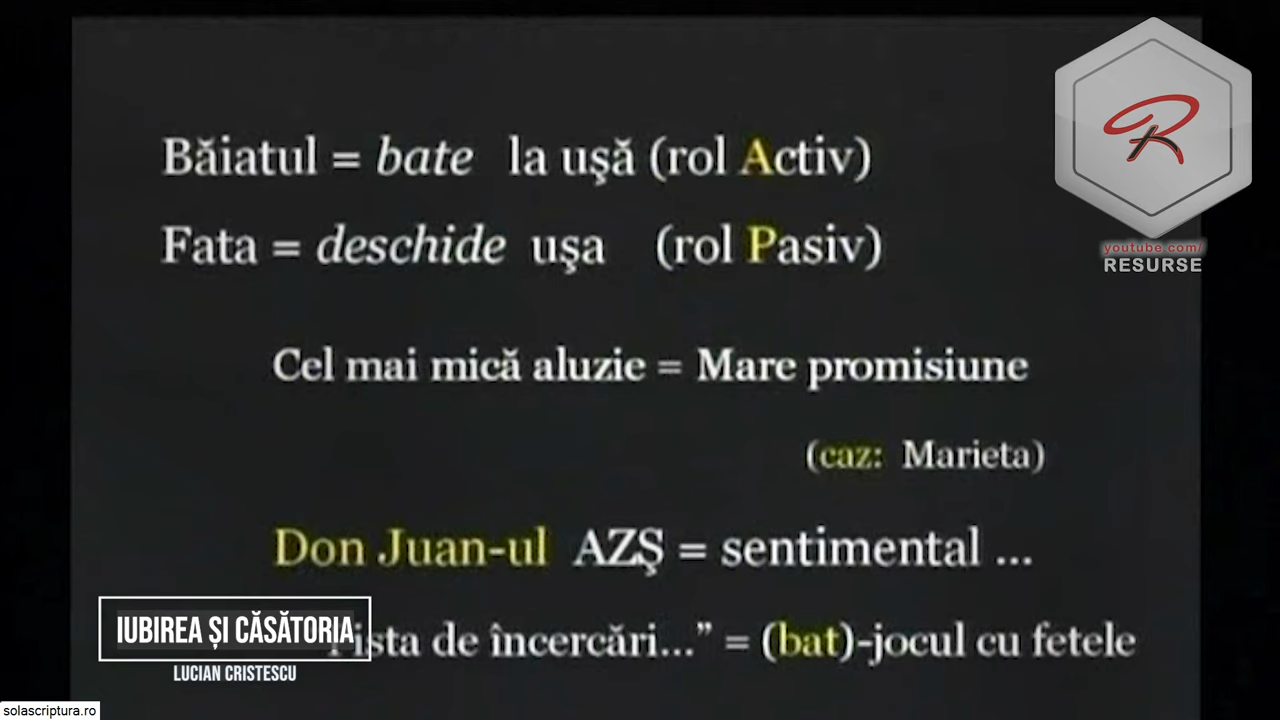 Băiatul = bate la uşă (rol Activ)
Fata = deschide uşa (rol Pasiv)
Cel mai mică aluzie = Mare promisiune
(caz: Marieta)
Don Juan-ul AZŞ = sentimental ...
de încercări...” = (bat)-jocul cu fetele
IUBIREA ȘI CĂSĂTORIA
LUCIAN CRISTESCU
solascriptura.ro
R
youtube.com/
RESURSE